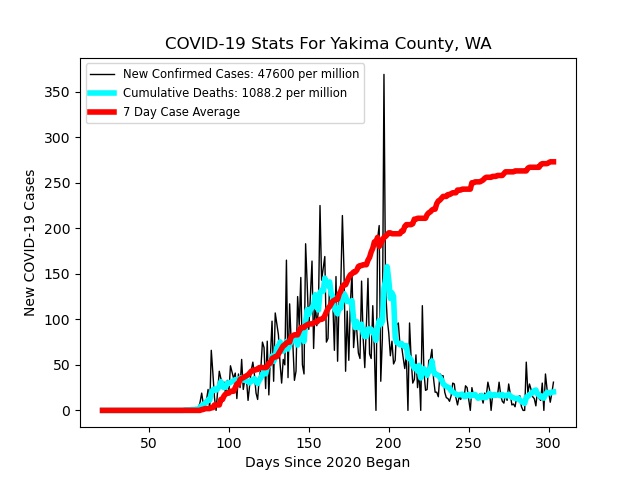 COVID-19 Stats For Yakima County, WA
New Confirmed Cases: 47600 per million
Cumulative Deaths: 1088.2 per million
7 Day Case Average
New COVID-19 Cases
350
300
250
200
150
100
50
0
50 100 150 200 250 300
Days Since 2020 Began